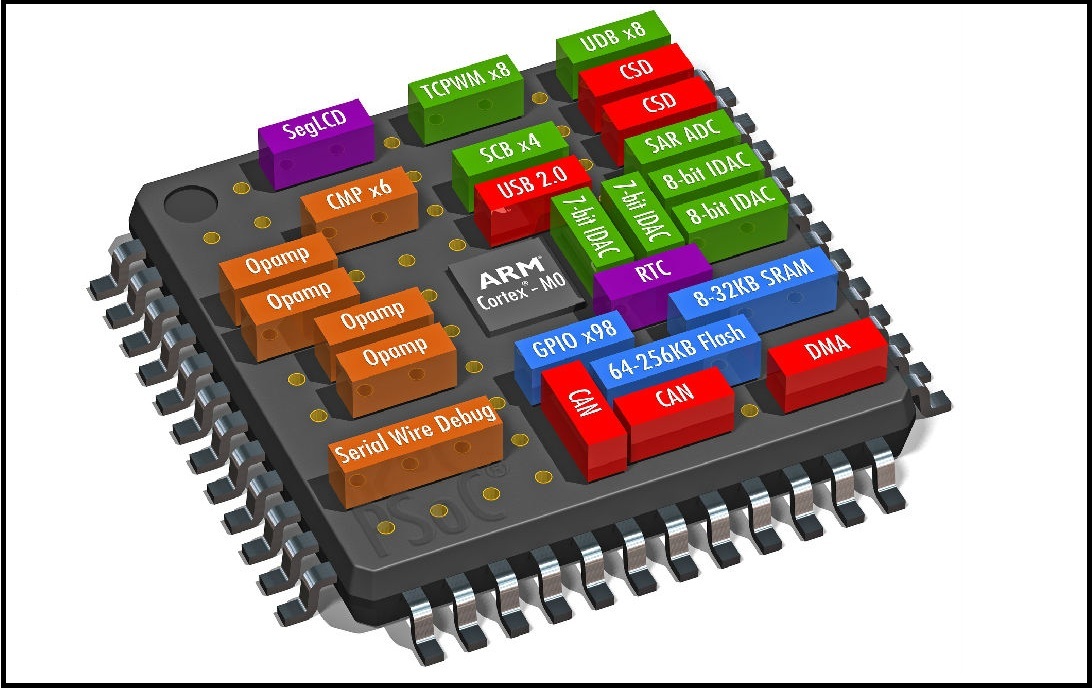 UDB x8
CSD
TCPWM x8
CSD
SegLCD
SAR ADC
SCB x4
8-bit IDAC
USB 2.0
CMP x6
7-bit IDAC
7-bit IDAC
8-bit IDAC
Opamp
ARM®
Cortex®-M0
RTC
8-32KB SRAM
Opamp
Opamp
GPIO x98
64-256KB Flash
DMA
Opamp
CAN
CAN
Serial Wire Debug
PSoC®